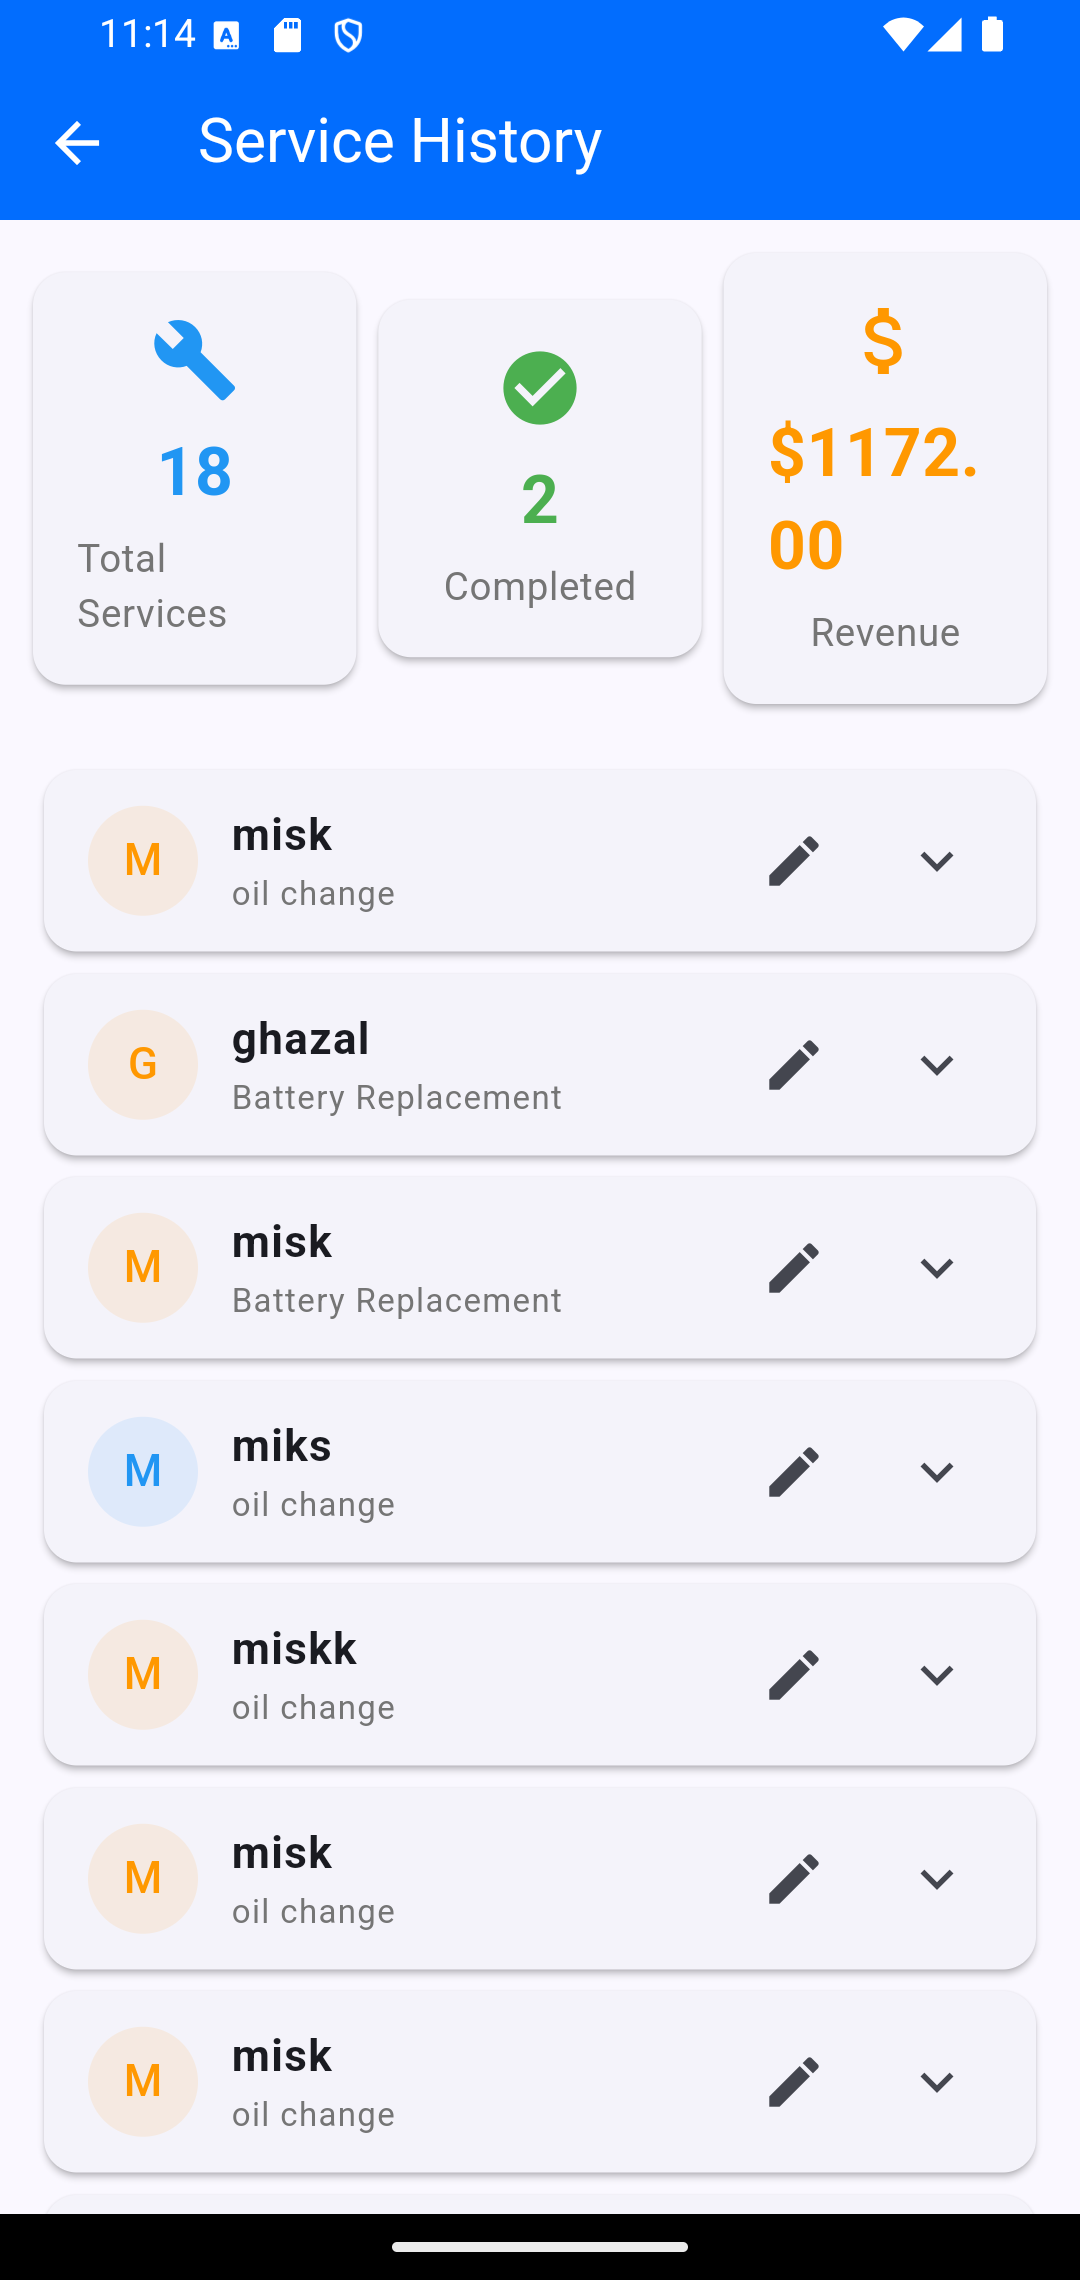 11:14
Service History
18
Total
Services
2
Completed
$
$1172.
00
Revenue
M
misk
oil change
G
ghazal
Battery Replacement
M
misk
Battery Replacement
M
miks
oil change
M
miskk
oil change
M
misk
oil change
M
misk
oil change